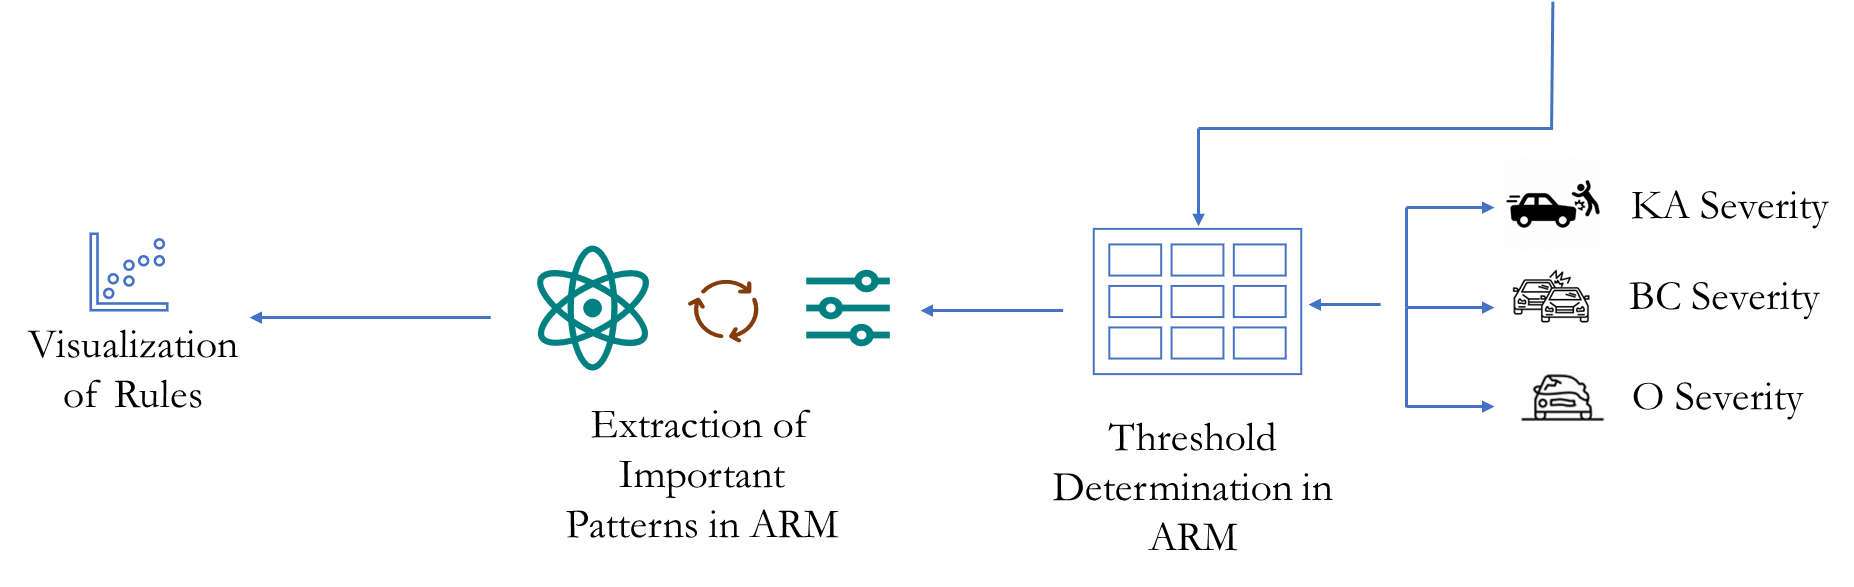 KA Severity
BC Severity
O Severity
Threshold
Determination in
ARM
Extraction of
Important
Patterns in ARM
Visualization
of Rules